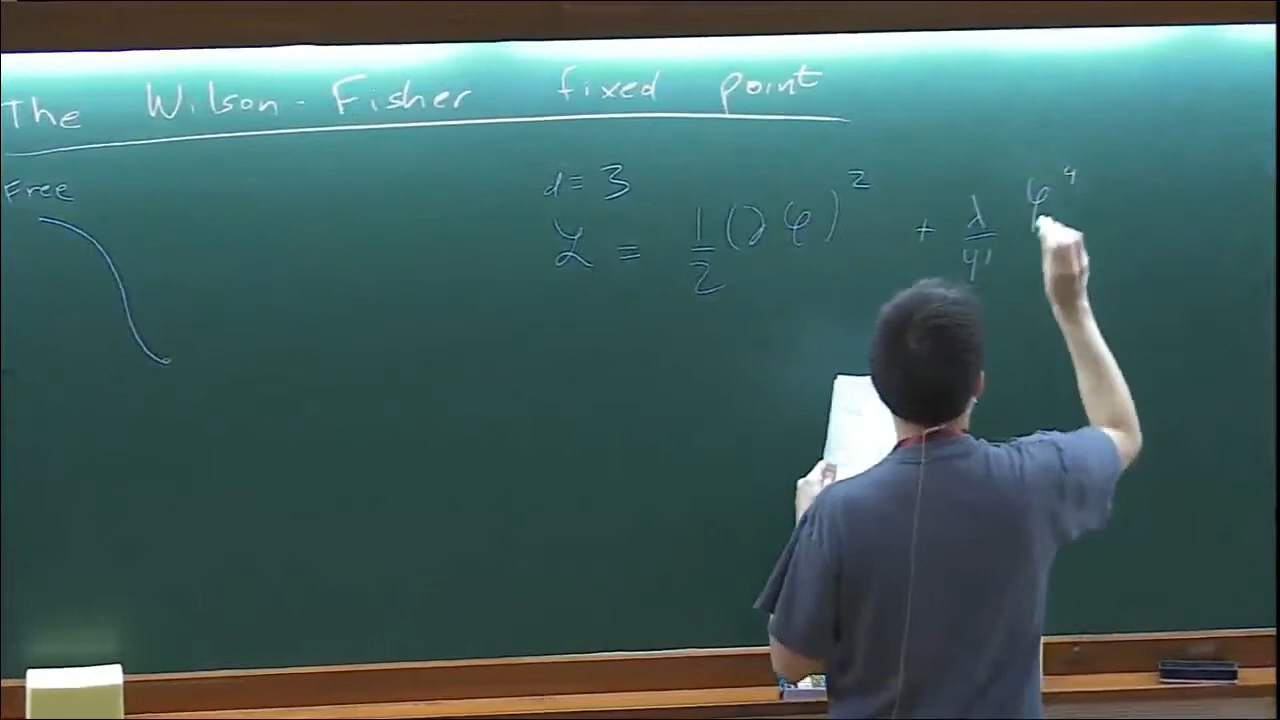 The Wilson-Fisher fixed point
Free
d = 3
ℒ = 1/2 (∂φ)² + λ/4! φ⁴